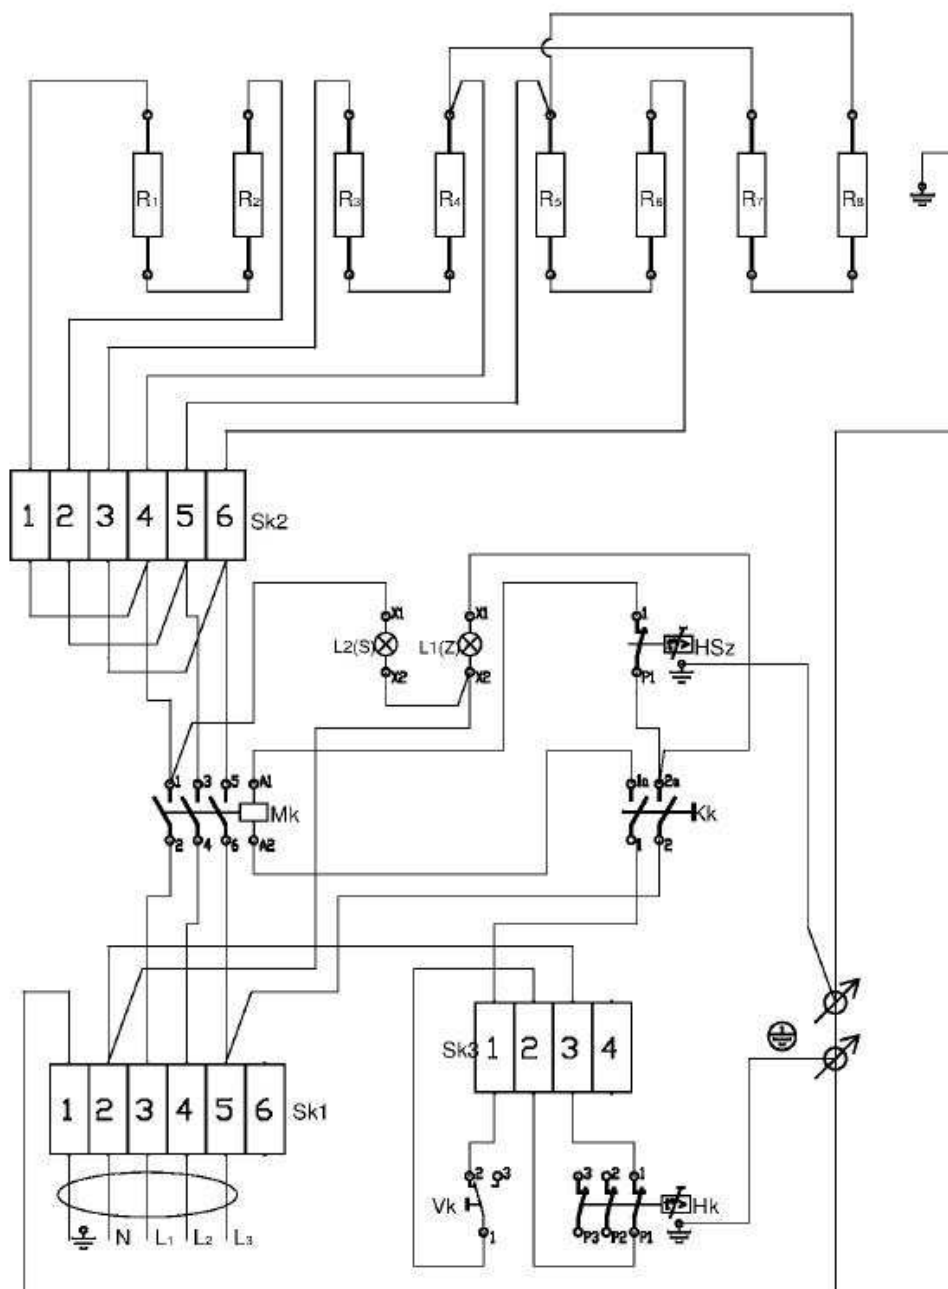 R1 R2 R3 R4 R5 R6 R7 R8
1 2 3 4 5 6 Sk2
X1 X1 1
L2(S) L1(Z) HSz
X2 X2 P1
1 3 5 A1 1a 2a
Mk Kk
2 4 6 A2 1 2
Sk3 1 2 3 4
1 2 3 4 5 6 Sk1
2 3 3 2 1
Vk Hk
N L1 L2 L3 1 P3 P2 P1